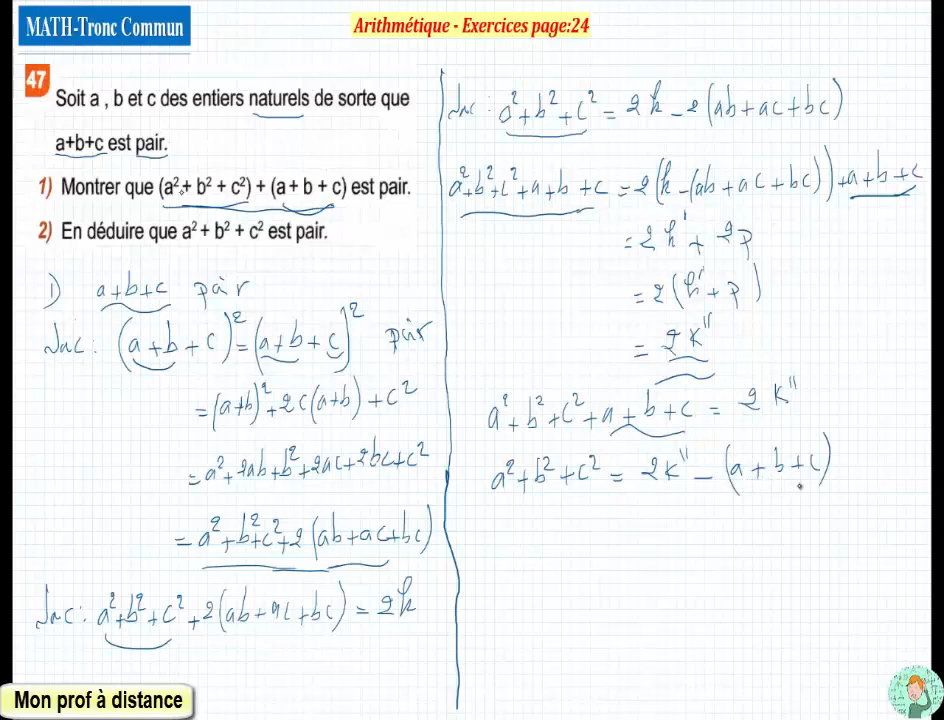 MATH-Tronc Commun
Arithmétique - Exercices page:24
47
Soit a , b et c des entiers naturels de sorte que
a+b+c est pair.
1) Montrer que (a² + b² + c²) + (a + b + c) est pair.
2) En déduire que a² + b² + c² est pair.
1) a+b+c pair
donc : (a + b + c)² = (a + b + c)² pair
= (a+b)² + 2c(a+b) + c²
= a² + 2ab + b² + 2ac + 2bc + c²
= a² + b² + c² + 2(ab + ac + bc)
donc : a² + b² + c² + 2(ab + ac + bc) = 2k
donc : a² + b² + c² = 2k - 2(ab + ac + bc)
a² + b² + c² + a + b + c = 2(k - (ab + ac + bc)) + a + b + c
= 2k' + 2p
= 2(k' + p)
= 2k''
a² + b² + c² + a + b + c = 2k''
a² + b² + c² = 2k'' - (a + b + c)
Mon prof à distance